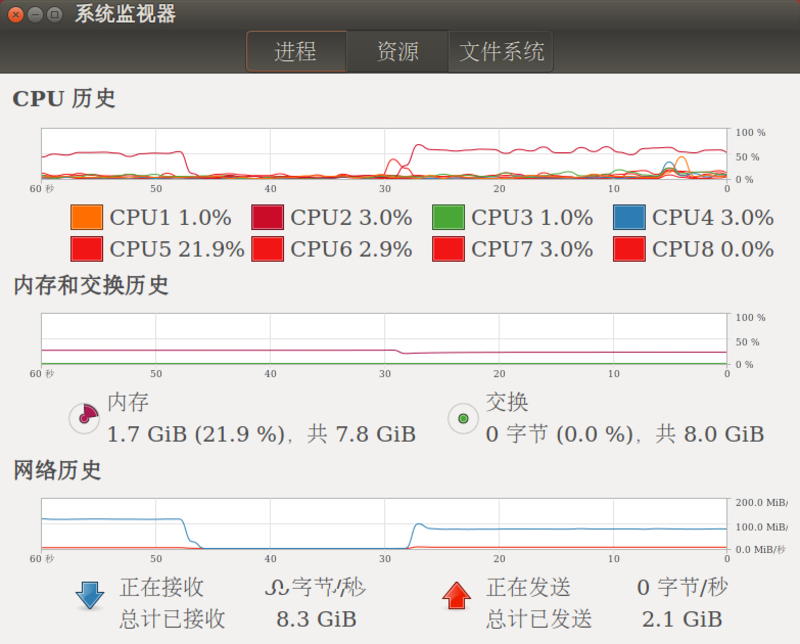 系统监视器
进程 资源 文件系统
CPU 历史
100 %
50 %
0 %
60 秒 50 40 30 20 10 0
CPU1 1.0% CPU2 3.0% CPU3 1.0% CPU4 3.0%
CPU5 21.9% CPU6 2.9% CPU7 3.0% CPU8 0.0%
内存和交换历史
100 %
50 %
0 %
60 秒 50 40 30 20 10 0
内存 交换
1.7 GiB (21.9 %)，共 7.8 GiB 0 字节 (0.0 %)，共 8.0 GiB
网络历史
200.0 MiB/
100.0 MiB/
0.0 MiB/秒
60 秒 50 40 30 20 10 0
正在接收 字节/秒 正在发送 0 字节/秒
总计已接收 8.3 GiB 总计已发送 2.1 GiB